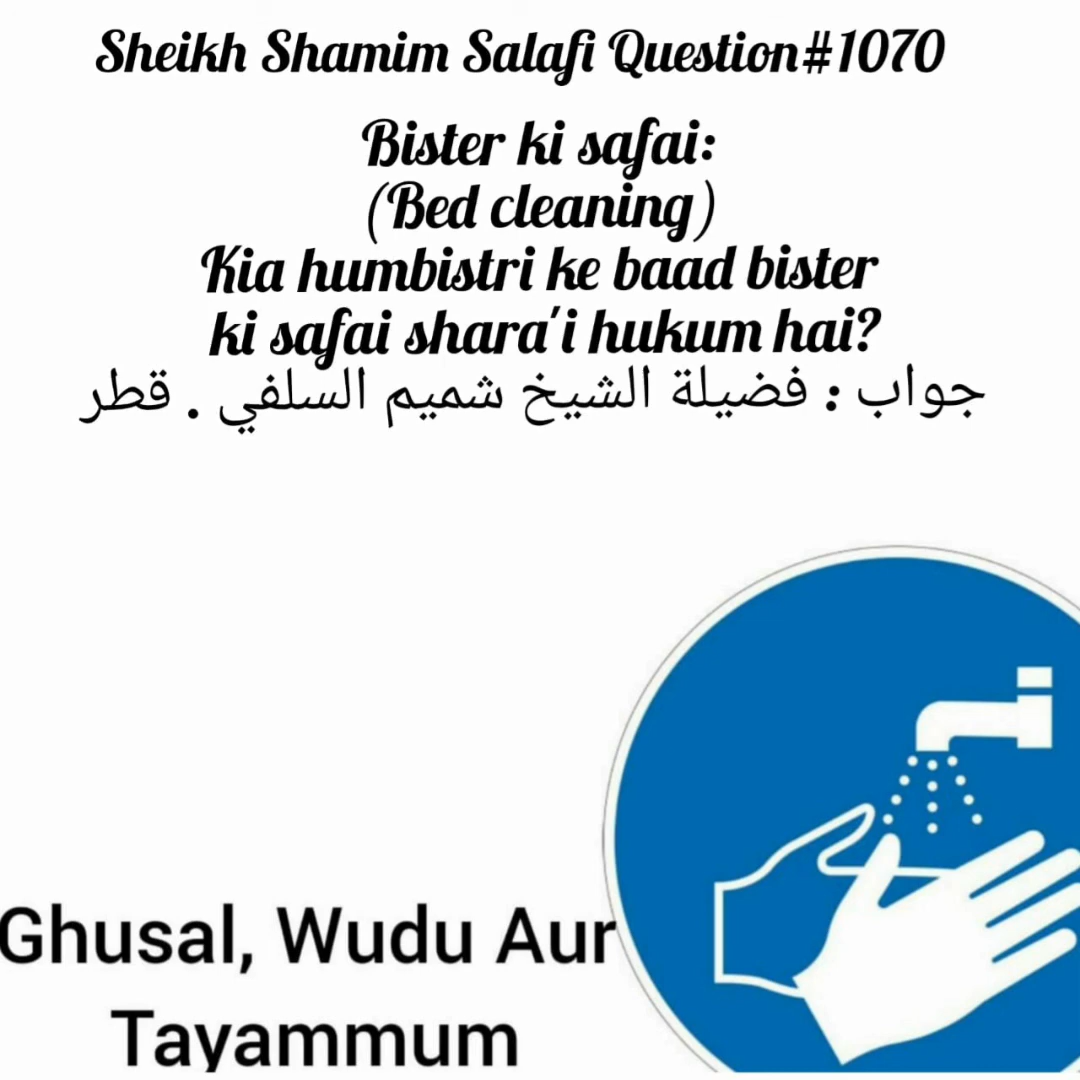 Sheikh Shamim Salafi Question#1070
Bister ki safai:
(Bed cleaning)
Kia humbistri ke baad bister
ki safai shara'i hukum hai?
جواب : فضيلة الشيخ شميم السلفي . قطر
Ghusal, Wudu Aur
Tayammum